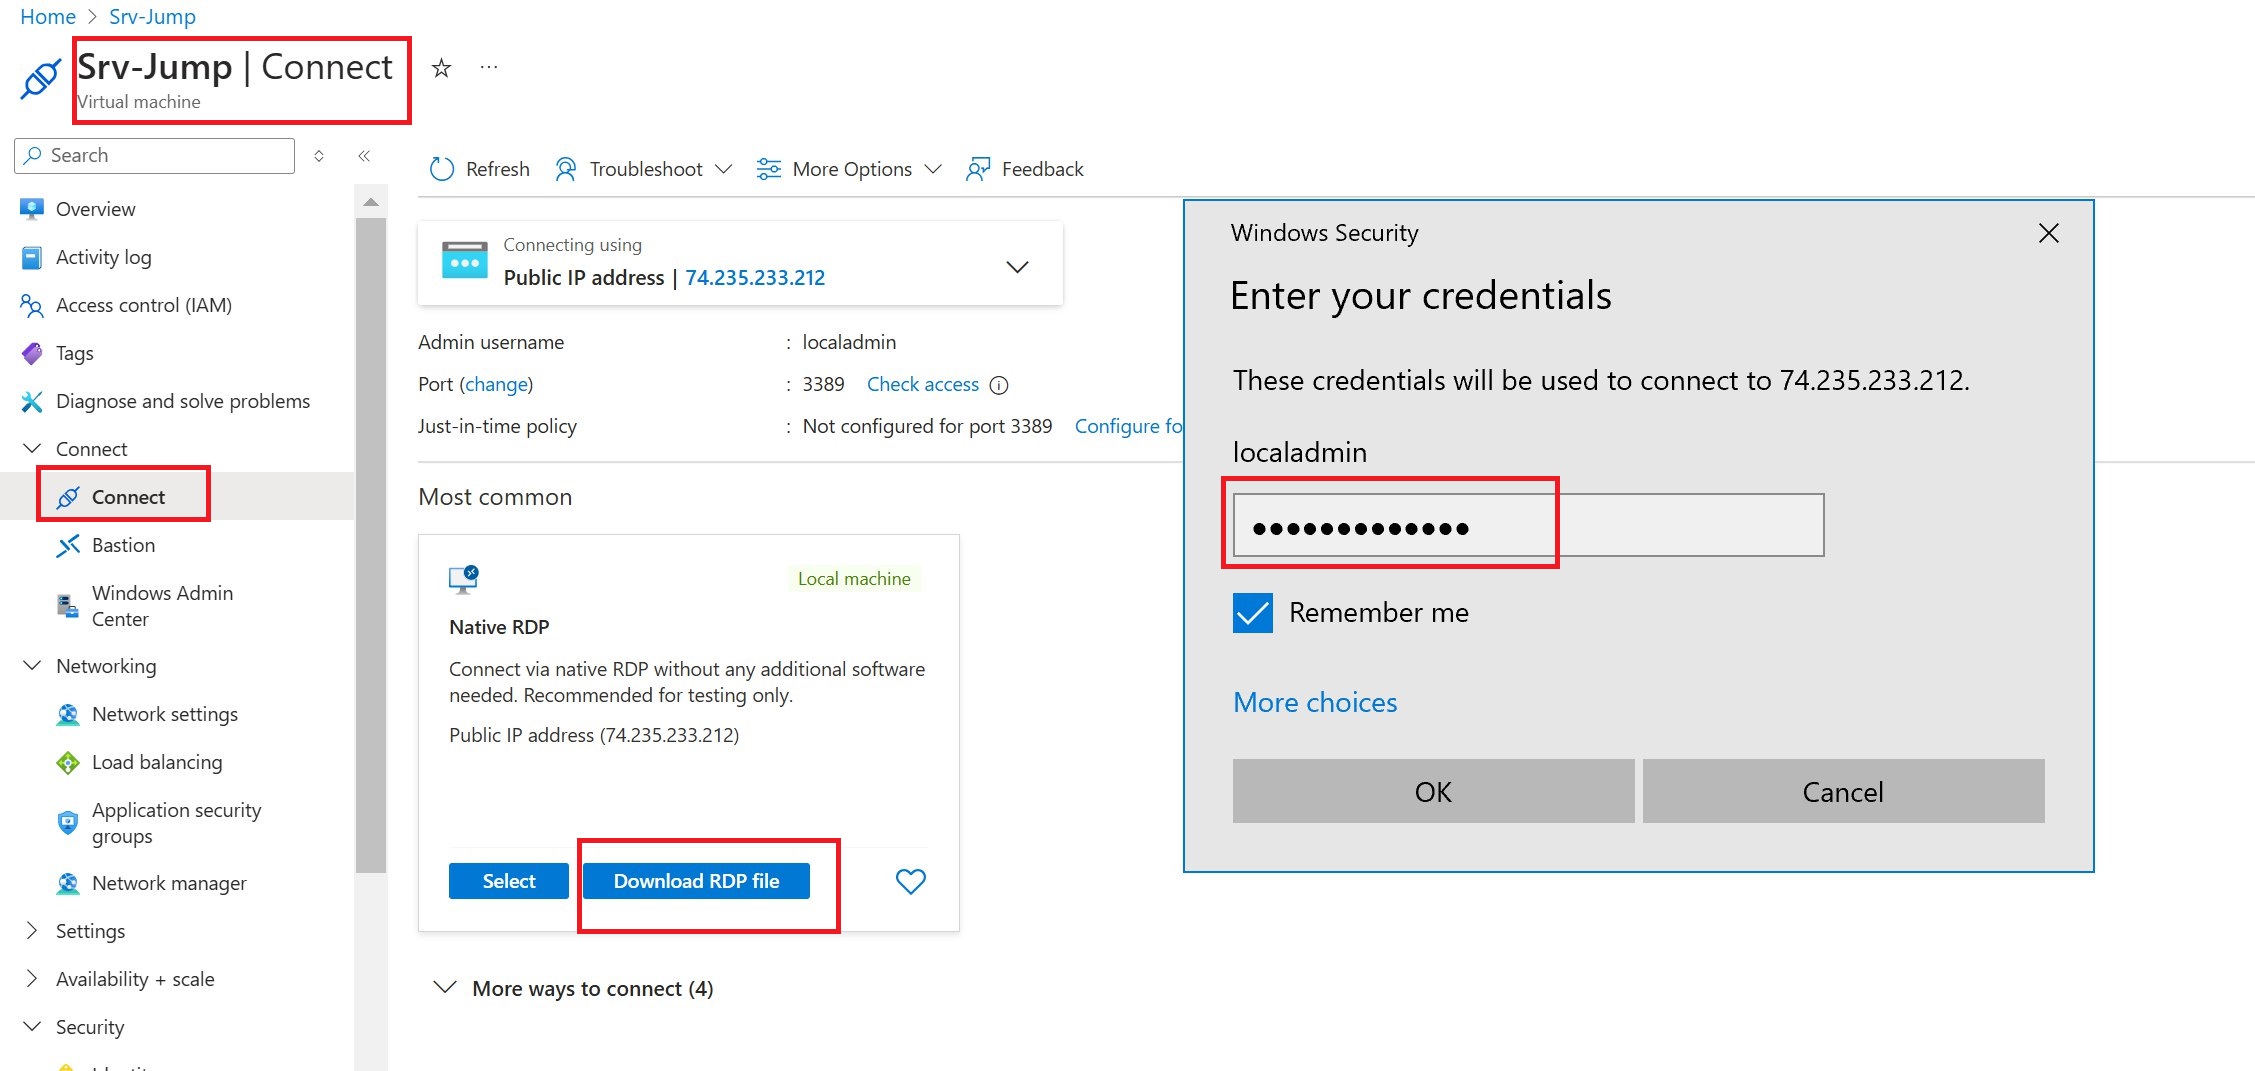 Home > Srv-Jump
Srv-Jump | Connect
Virtual machine
Search
Overview
Activity log
Access control (IAM)
Tags
Diagnose and solve problems
Connect
Connect
Bastion
Windows Admin
Center
Networking
Network settings
Load balancing
Application security
groups
Network manager
Settings
Availability + scale
Security
Refresh
Troubleshoot
More Options
Feedback
Connecting using
Public IP address | 74.235.233.212
Admin username : localadmin
Port (change) : 3389 Check access
Just-in-time policy : Not configured for port 3389 Configure fo
Most common
Local machine
Native RDP
Connect via native RDP without any additional software
needed. Recommended for testing only.
Public IP address (74.235.233.212)
Select
Download RDP file
More ways to connect (4)
Windows Security
Enter your credentials
These credentials will be used to connect to 74.235.233.212.
localadmin
Remember me
More choices
OK
Cancel